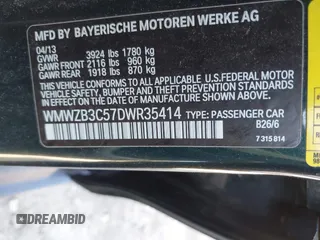 MFD BY BAYERISCHE MOTOREN WERKE AG
04/13
GVWR 3924 lbs 1780 kg
GAWR FRONT 2116 lbs 960 kg
GAWR REAR 1918 lbs 870 kg
THIS VEHICLE CONFORMS TO ALL APPLICABLE
FEDERAL MOTOR VEHICLE SAFETY, BUMPER,
AND THEFT PREVENTION STANDARDS IN EFFECT
ON THE DATE OF MANUFACTURE SHOWN ABOVE.
WMWZB3C57DWR35414 TYPE: PASSENGER CAR
B26/6
7 315 814
DREAMBID